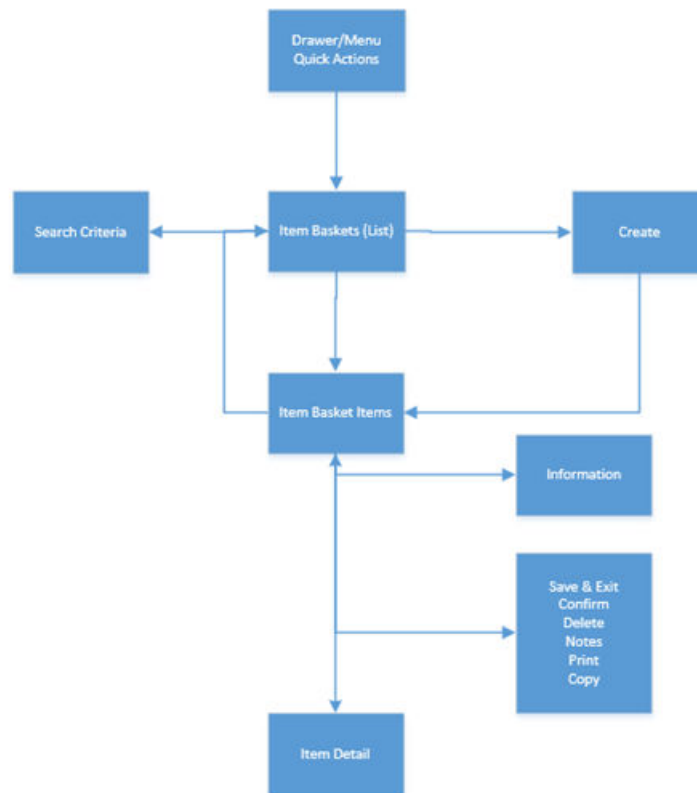 Drawer/Menu
Quick Actions
Search Criteria
Item Baskets (List)
Create
Item Basket Items
Information
Save & Exit
Confirm
Delete
Notes
Print
Copy
Item Detail